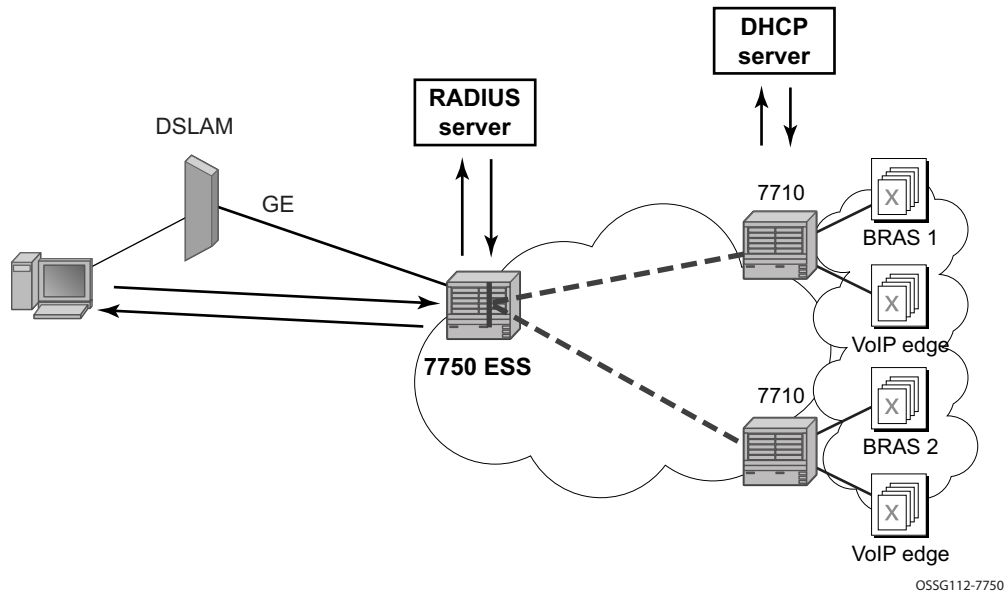 DHCP
server
RADIUS
server
DSLAM
GE
7710
X
BRAS 1
X
VoIP edge
7750 ESS
7710
X
BRAS 2
X
VoIP edge
OSSG112-7750